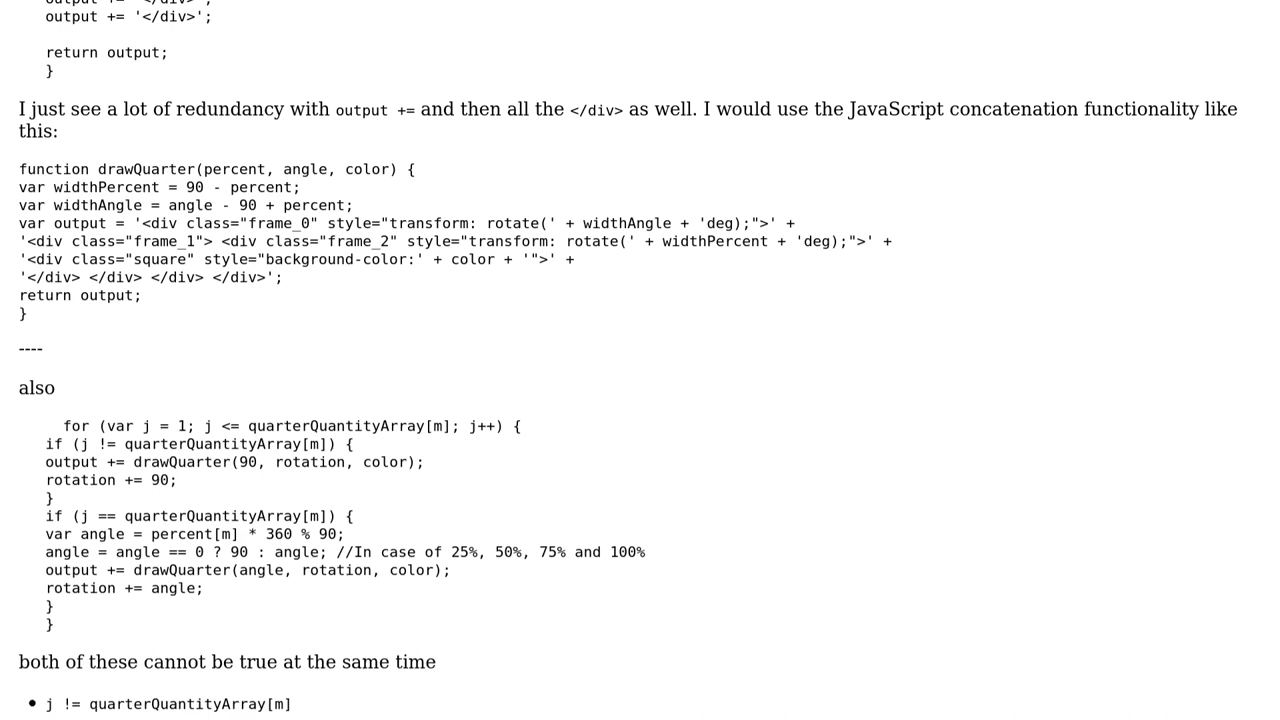 output += '</div>';
output += '</div>';
return output;
}
I just see a lot of redundancy with output += and then all the </div> as well. I would use the JavaScript concatenation functionality like
this:
function drawQuarter(percent, angle, color) {
var widthPercent = 90 - percent;
var widthAngle = angle - 90 + percent;
var output = '<div class="frame_0" style="transform: rotate(' + widthAngle + 'deg);">' +
'<div class="frame_1"> <div class="frame_2" style="transform: rotate(' + widthPercent + 'deg);">' +
'<div class="square" style="background-color:' + color + '">' +
'</div> </div> </div> </div>';
return output;
}
----
also
for (var j = 1; j <= quarterQuantityArray[m]; j++) {
if (j != quarterQuantityArray[m]) {
output += drawQuarter(90, rotation, color);
rotation += 90;
}
if (j == quarterQuantityArray[m]) {
var angle = percent[m] * 360 % 90;
angle = angle == 0 ? 90 : angle; //In case of 25%, 50%, 75% and 100%
output += drawQuarter(angle, rotation, color);
rotation += angle;
}
}
both of these cannot be true at the same time
• j != quarterQuantityArray[m]